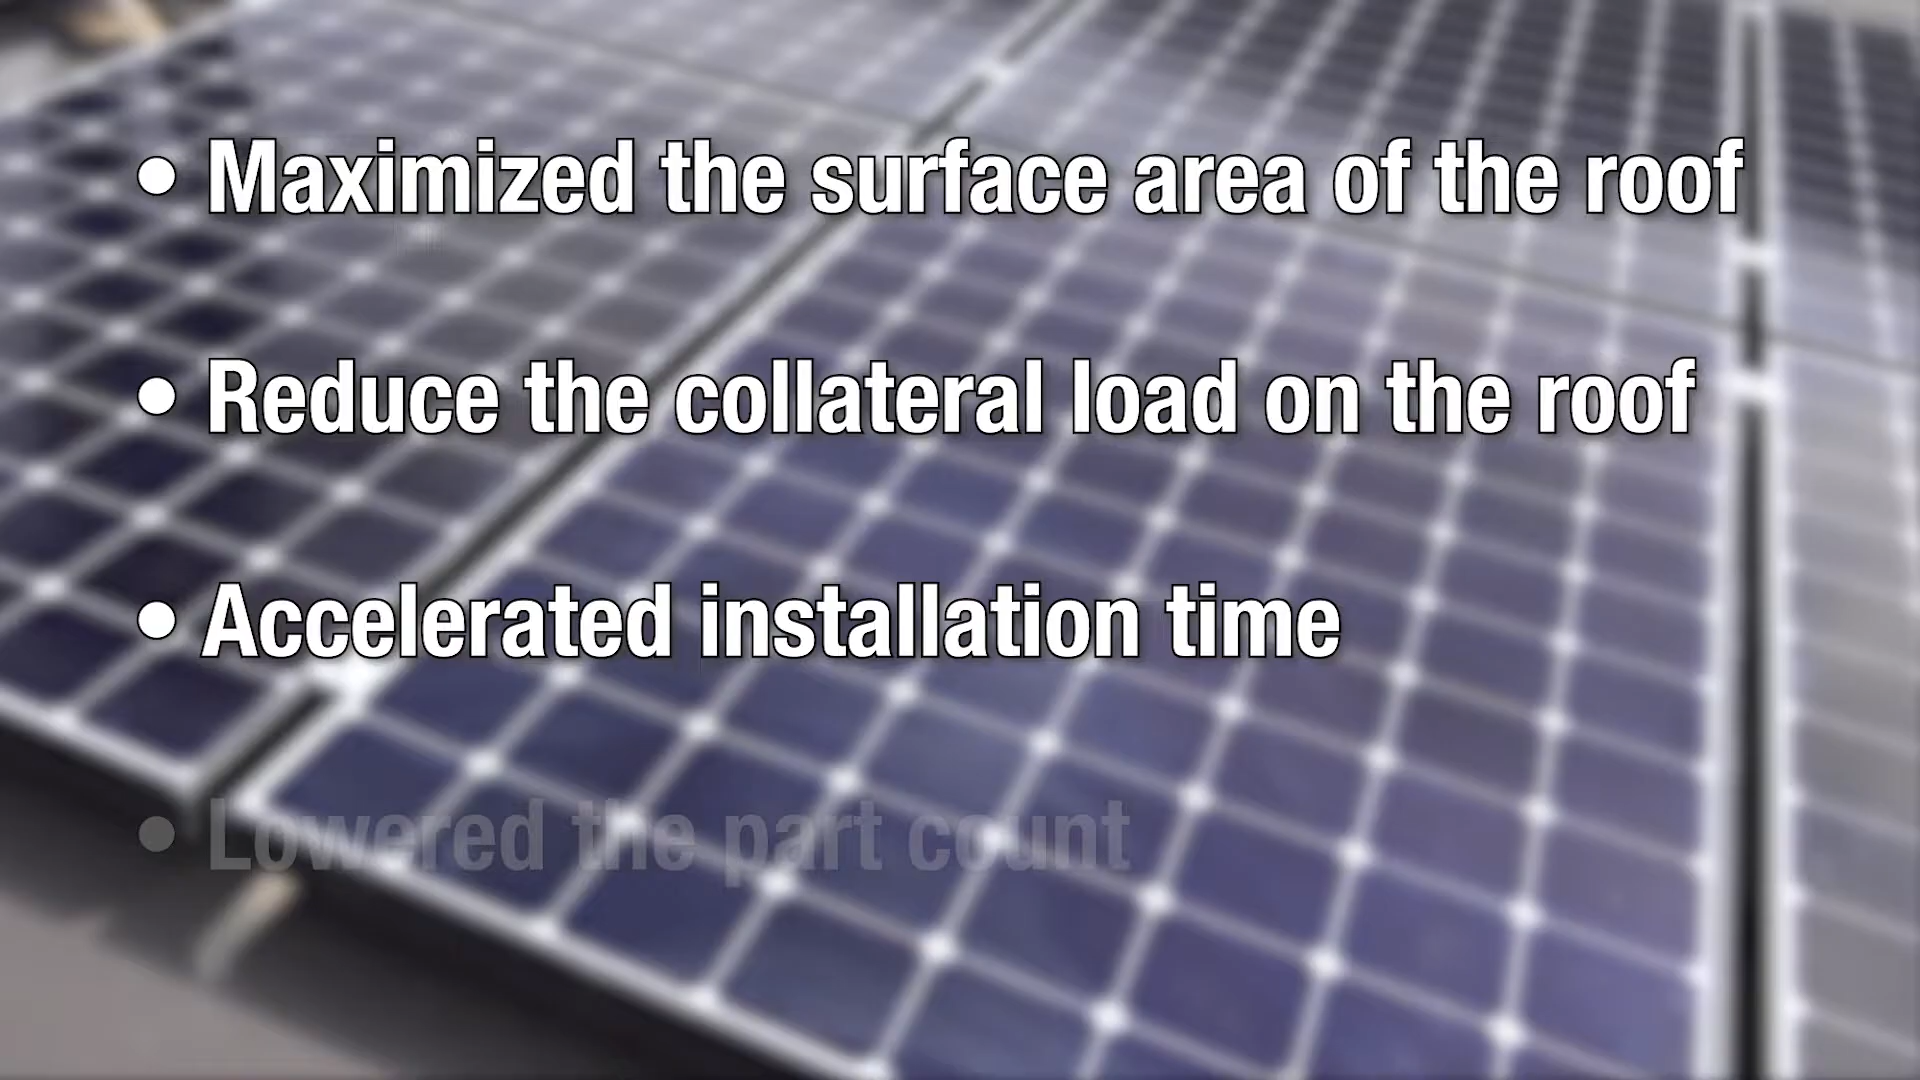 • Maximized the surface area of the roof
• Reduce the collateral load on the roof
• Accelerated installation time
• Lowered the part count